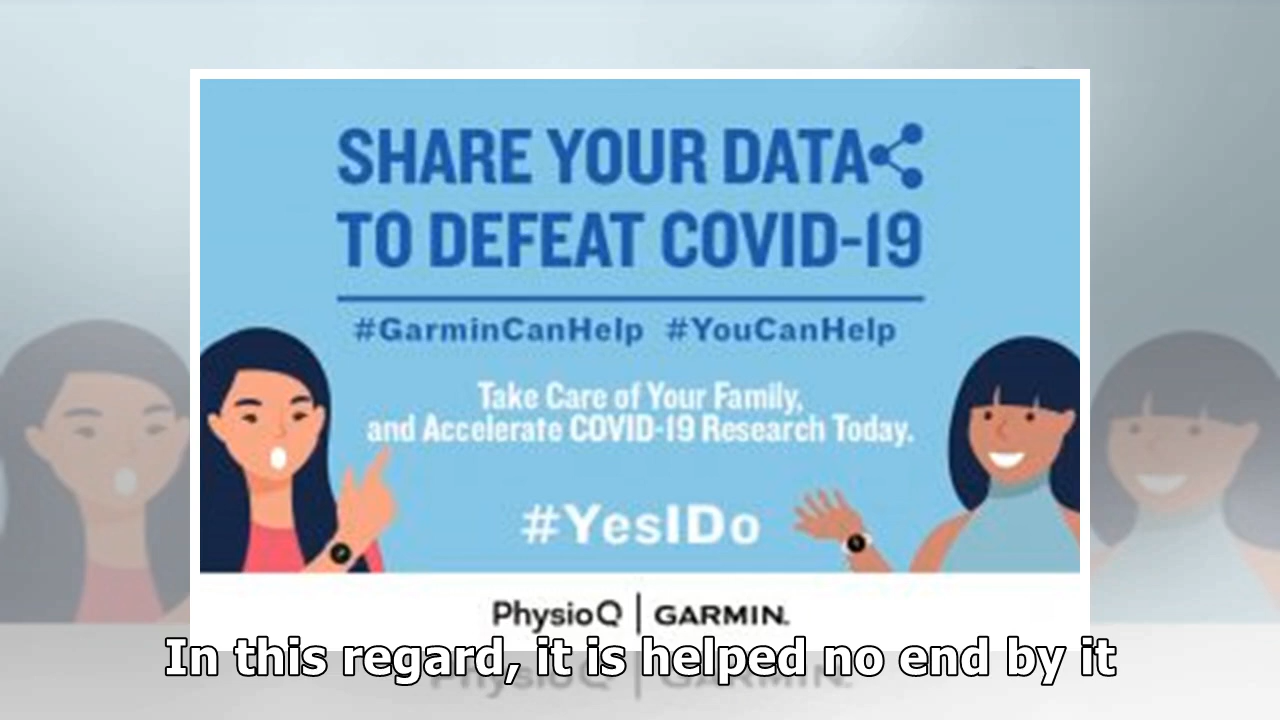 SHARE YOUR DATA
TO DEFEAT COVID-19
#GarminCanHelp #YouCanHelp
Take Care of Your Family,
and Accelerate COVID-19 Research Today.
#YesIDo
PhysioQ | GARMIN.
In this regard, it is helped no end by it